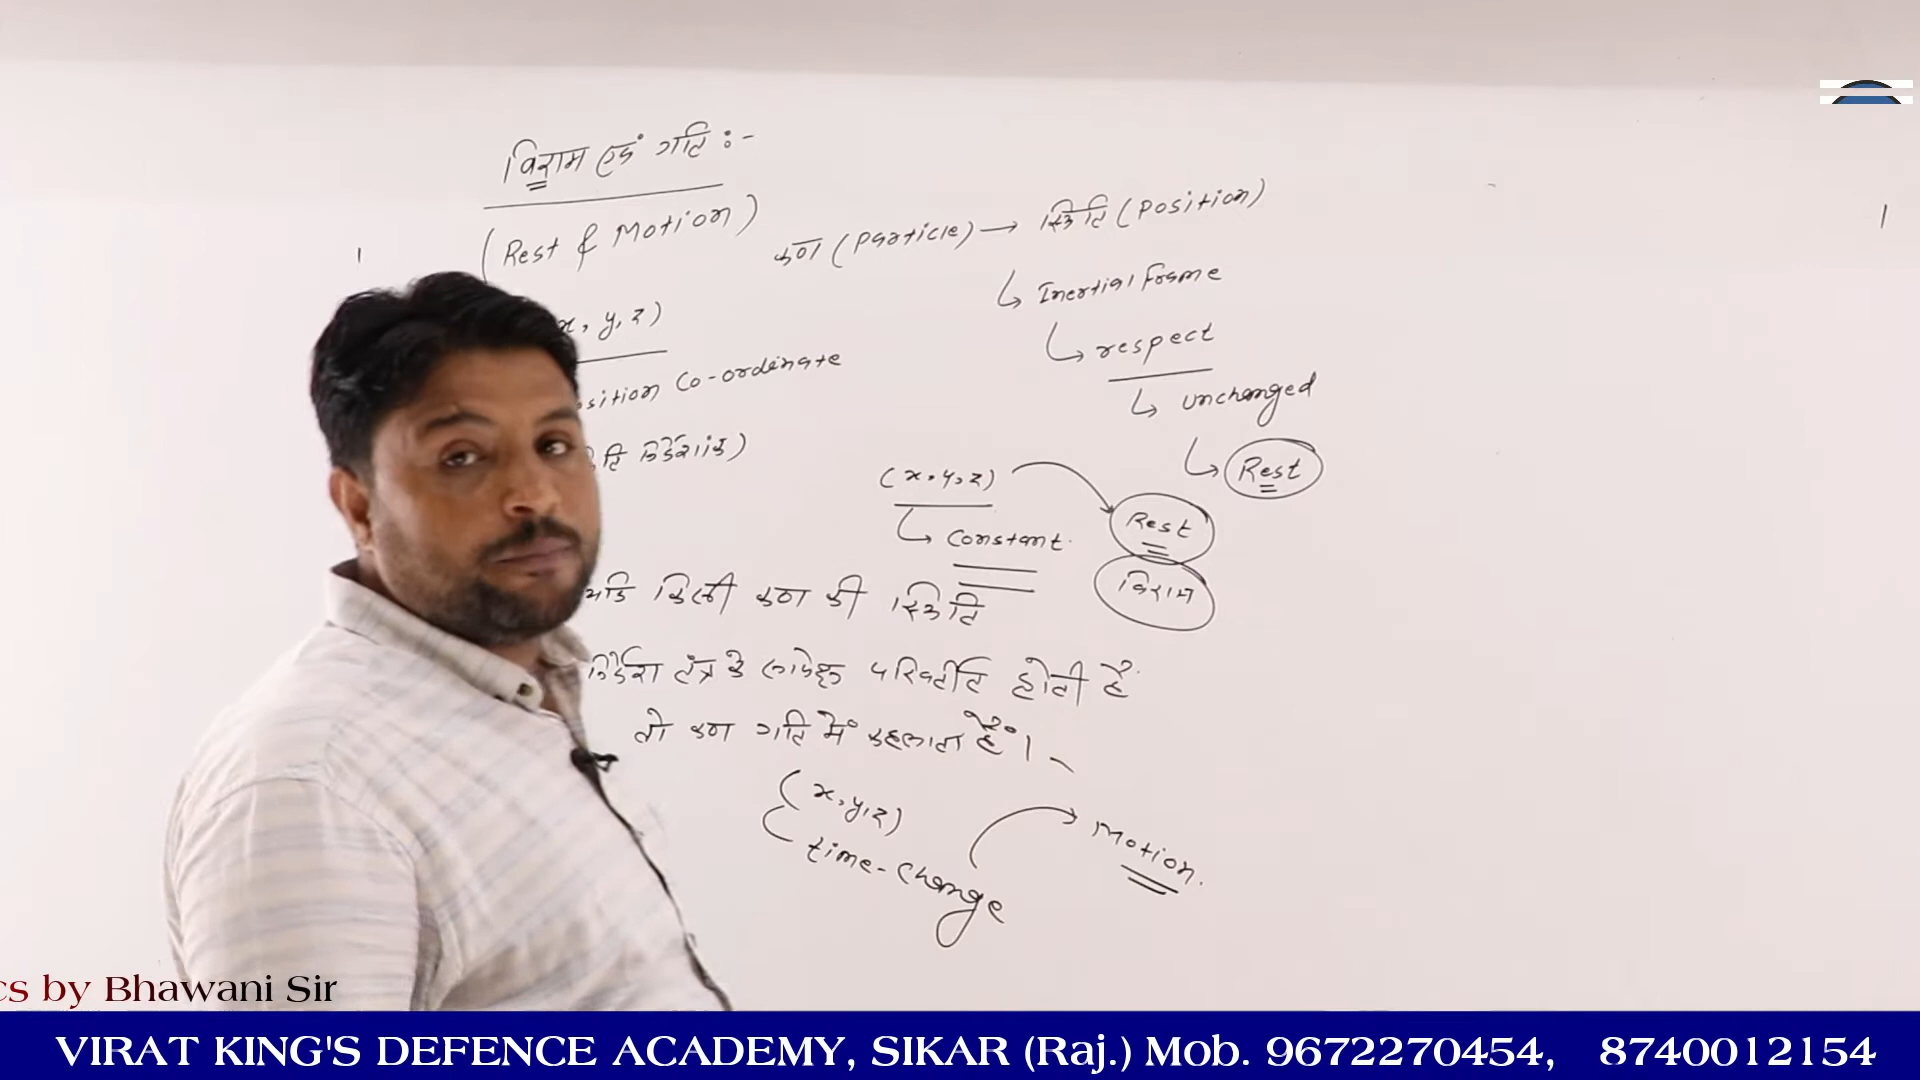 विराम एवं गति :-
(Rest & Motion)
कण (Particle) → स्थिति (Position)
↳ Inertial frame
↳ respect
↳ unchanged
↳ Rest
x, y, z)
osition Co-ordinate
ति निर्देशांक)
(x, y, z)
↳ Constant.
Rest
विराम
यदि किसी कण की स्थिति
निर्देश तंत्र के सापेक्ष परिवर्तित होती है
तो कण गति में कहलाता है।
(x, y, z)
time-change
Motion.
cs by Bhawani Sir
VIRAT KING'S DEFENCE ACADEMY, SIKAR (Raj.) Mob. 9672270454, 8740012154